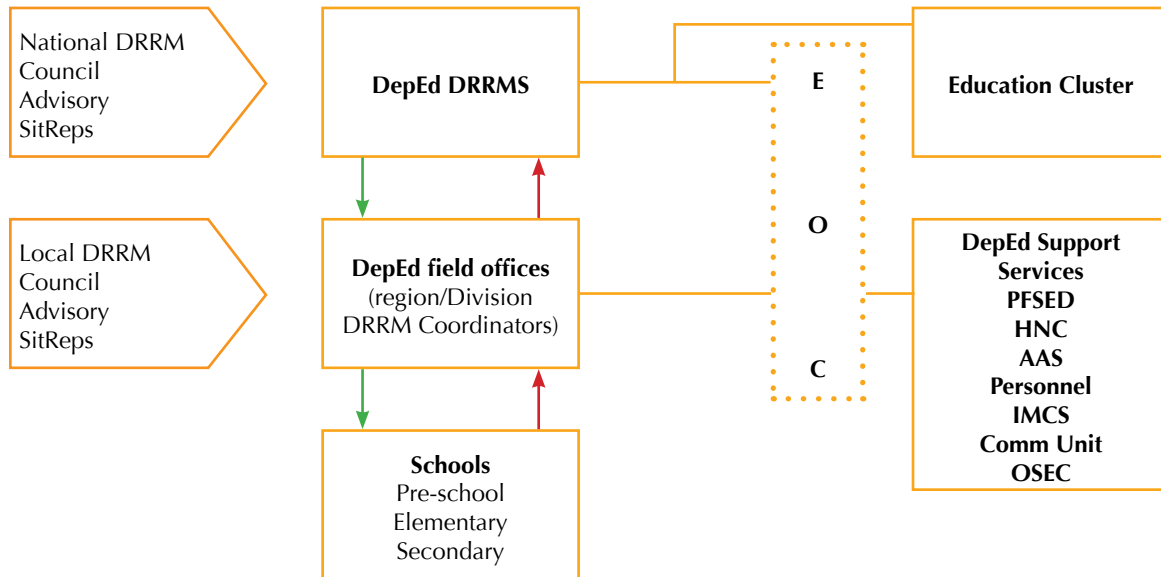 National DRRM
Council
Advisory
SitReps
DepEd DRRMS
E
O
C
Education Cluster
Local DRRM
Council
Advisory
SitReps
DepEd field offices
(region/Division
DRRM Coordinators)
DepEd Support
Services
PFSED
HNC
AAS
Personnel
IMCS
Comm Unit
OSEC
Schools
Pre-school
Elementary
Secondary